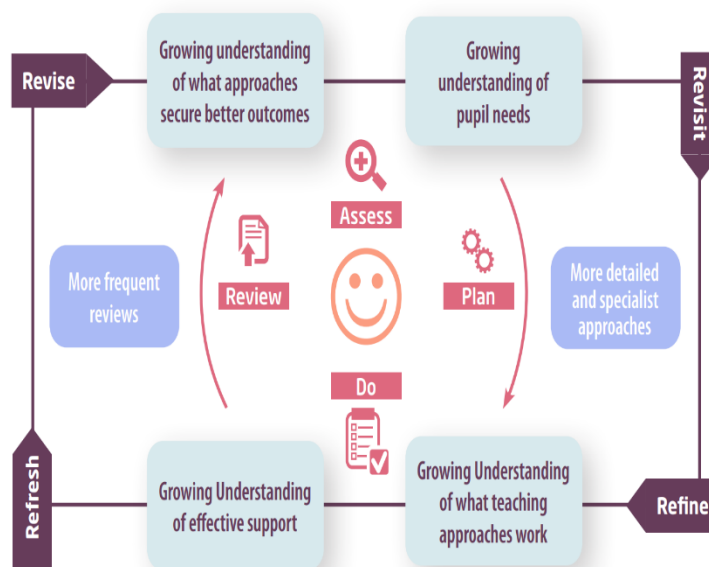 Revise
Growing understanding
of what approaches
secure better outcomes
Growing
understanding of
pupil needs
Revisit
Assess
More frequent
reviews
Review
Plan
More detailed
and specialist
approaches
Do
Refresh
Growing Understanding
of effective support
Growing Understanding
of what teaching
approaches work
Refine